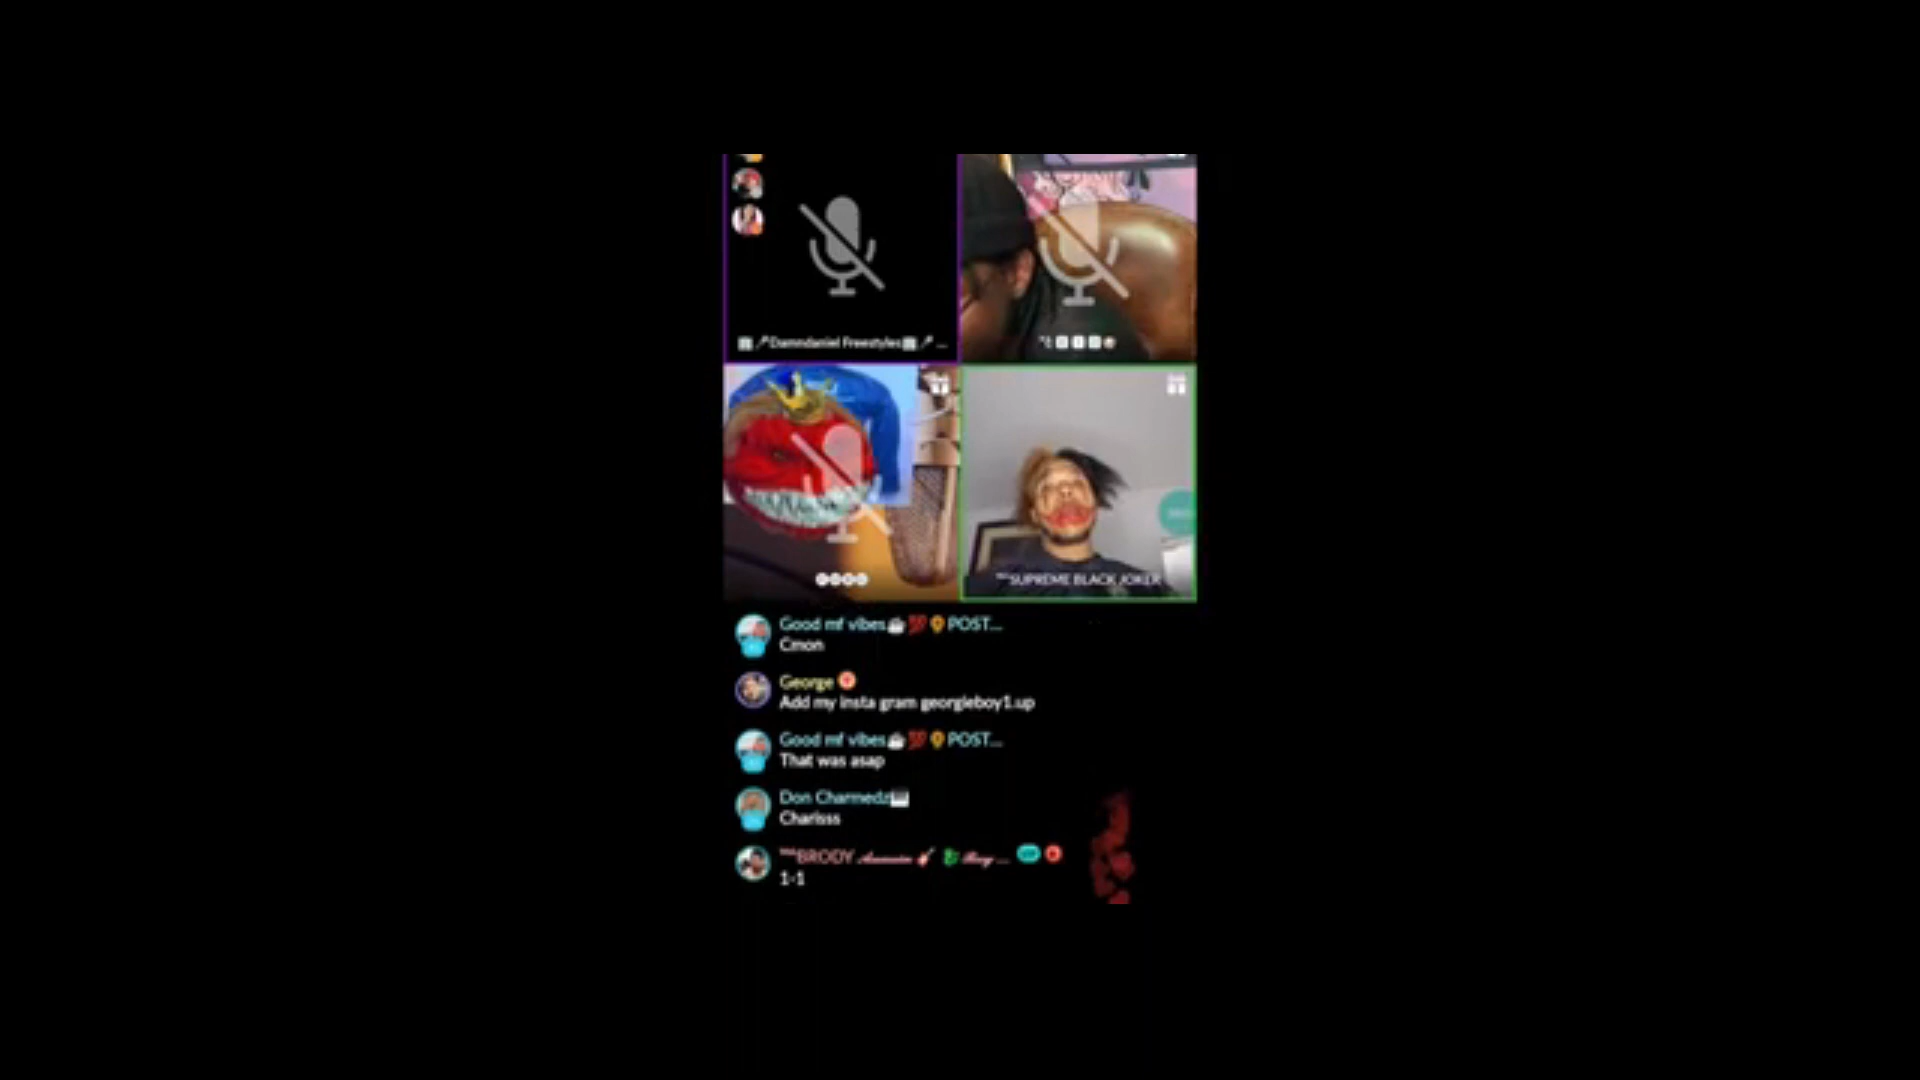 Damndaniel Freestyles
SUPREME BLACK JOKER
Good mf vibes☕💯🌻POST...
Cmon
George
Add my insta gram georgieboy1.up
Good mf vibes☕💯🌻POST...
That was asap
Don Charmedz🎹
Charisss
BRODY
1-1